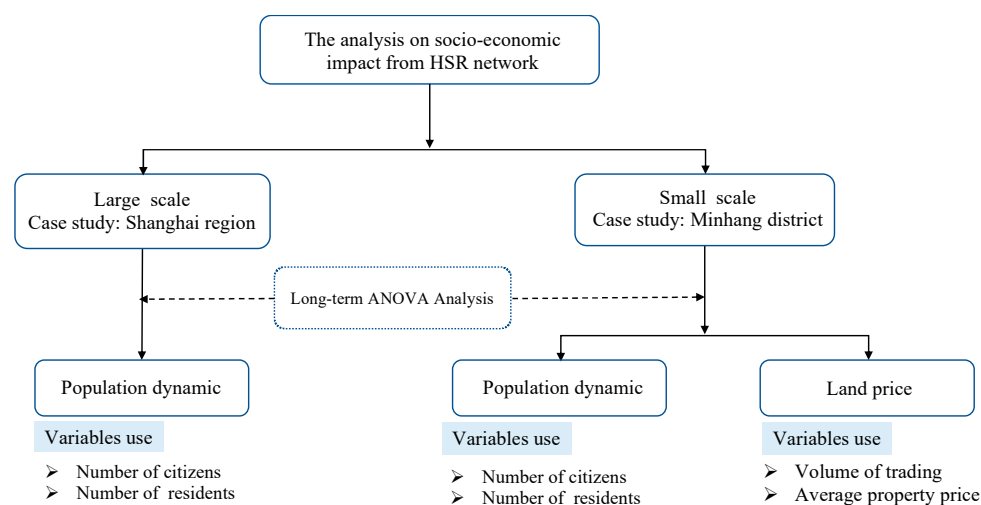 The analysis on socio-economic
impact from HSR network
Large scale
Case study: Shanghai region
Small scale
Case study: Minhang district
Long-term ANOVA Analysis
Population dynamic
Population dynamic
Land price
Variables use
Number of citizens
Number of residents
Variables use
Number of citizens
Number of residents
Variables use
Volume of trading
Average property price